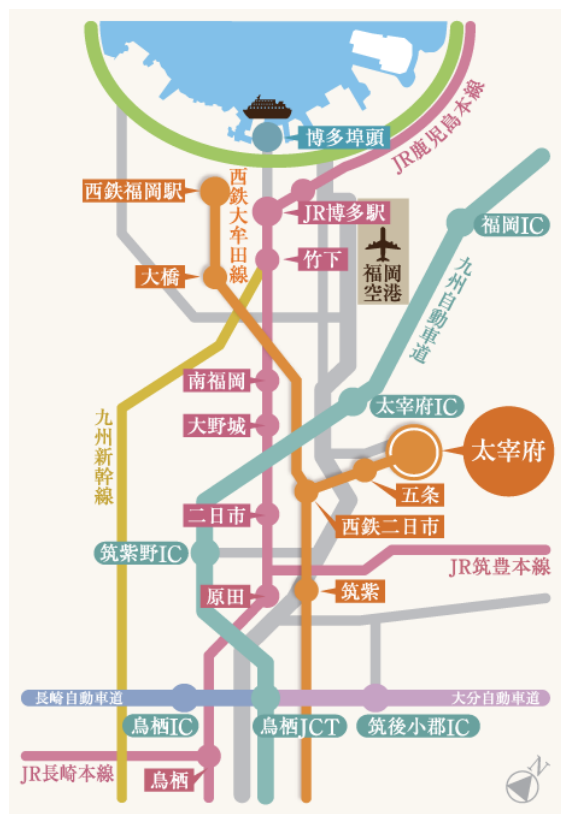 博多埠頭
JR鹿児島本線
西鉄福岡駅
西鉄大牟田線
JR博多駅
福岡IC
大橋
竹下
福岡
空港
九州自動車道
南福岡
太宰府IC
大野城
九州新幹線
太宰府
五条
二日市
西鉄二日市
筑紫野IC
JR筑豊本線
原田
筑紫
長崎自動車道
大分自動車道
鳥栖IC
鳥栖JCT
筑後小郡IC
JR長崎本線
鳥栖
N